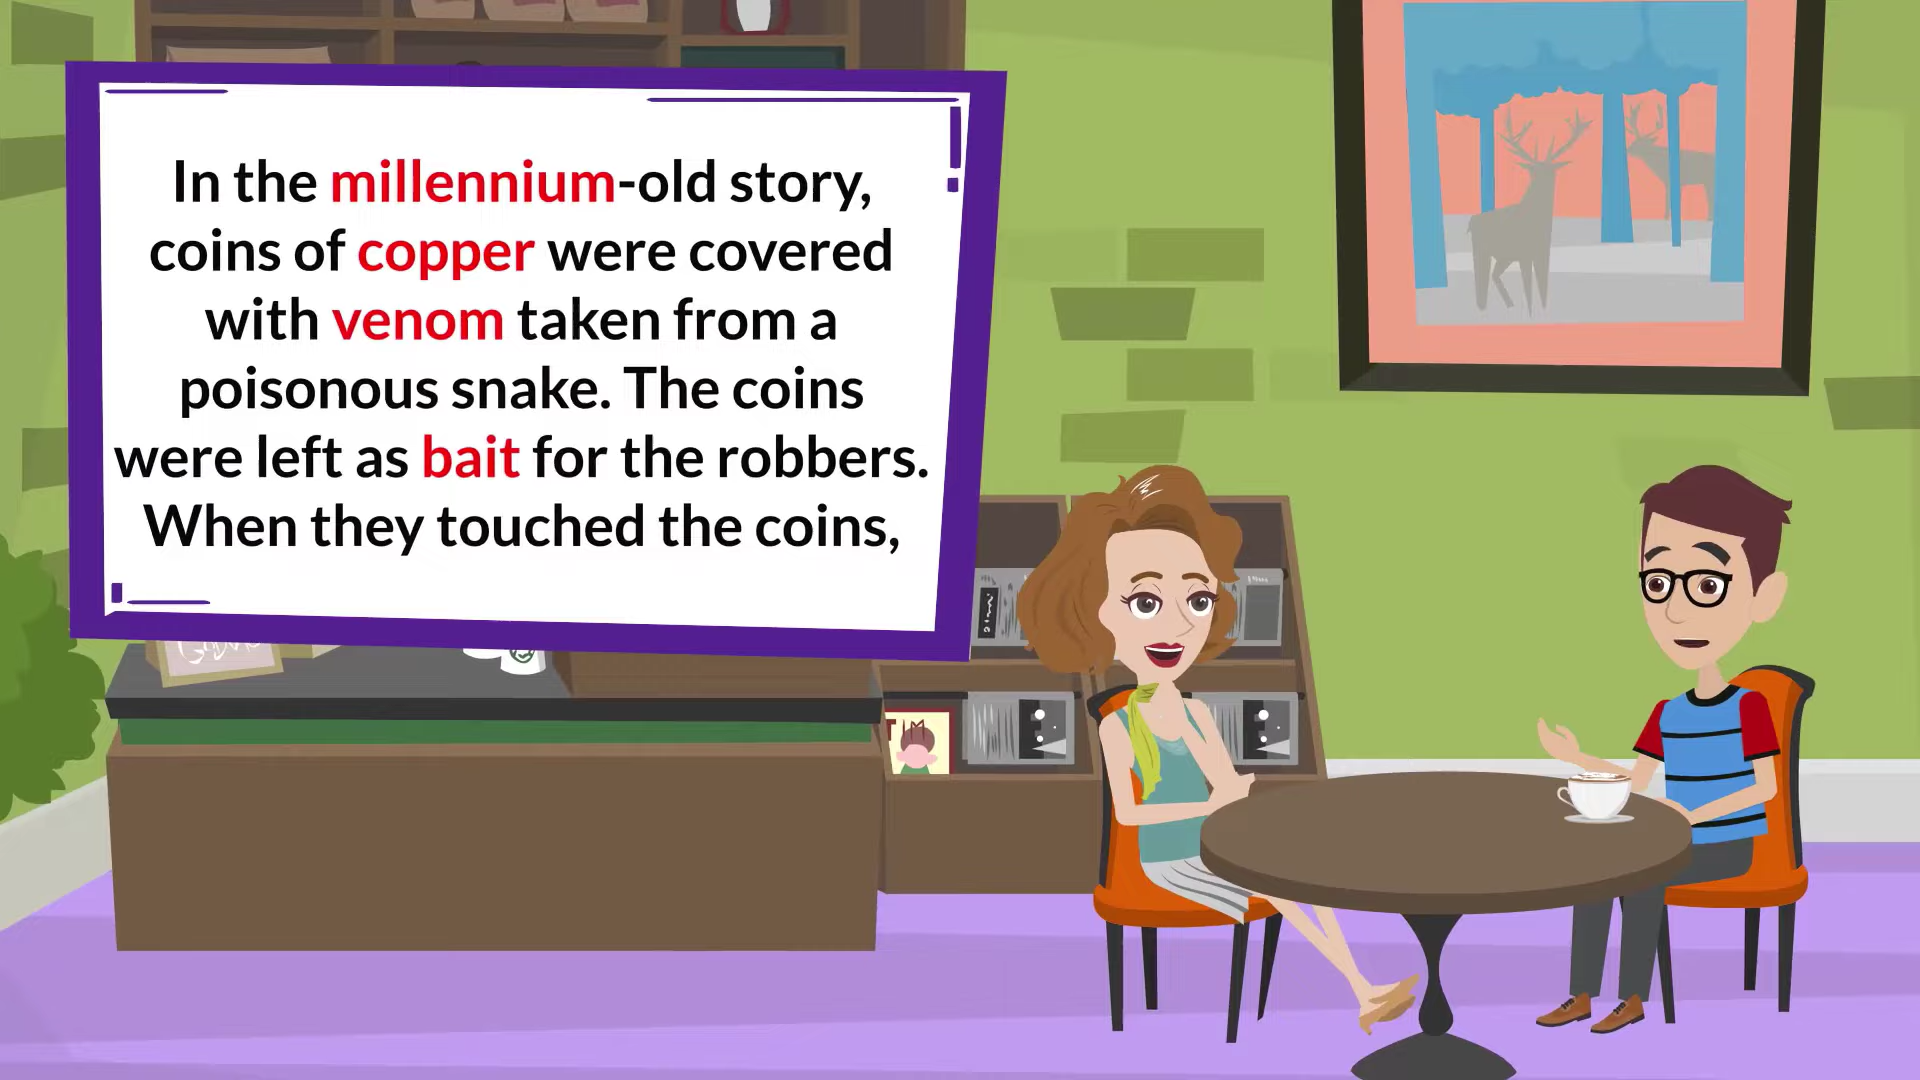 In the millennium-old story,
coins of copper were covered
with venom taken from a
poisonous snake. The coins
were left as bait for the robbers.
When they touched the coins,